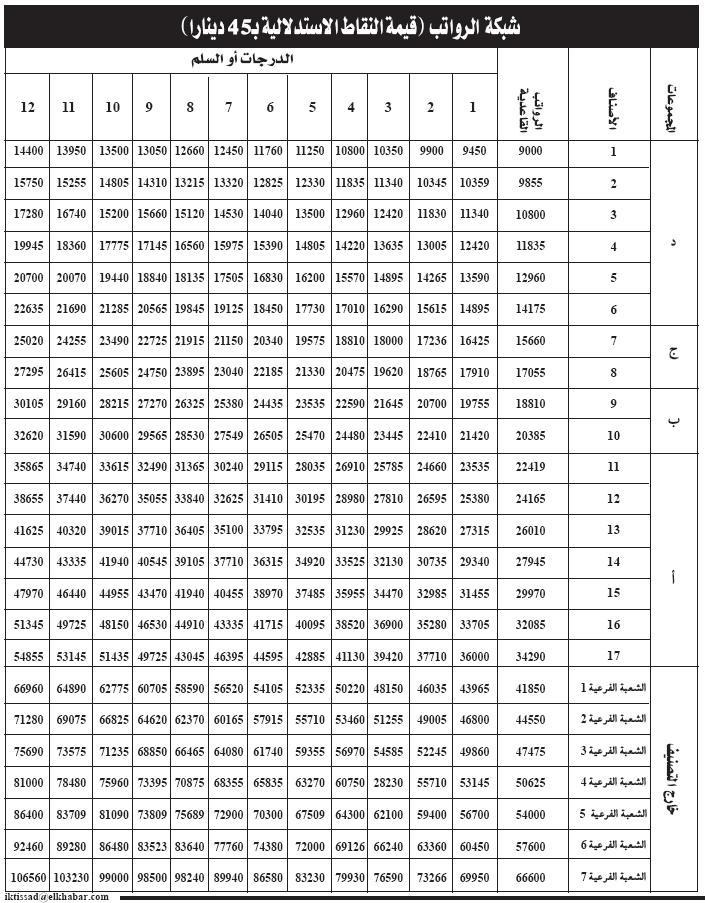 شبكة الرواتب (قيمة النقاط الاستدلالية بـ45 دينارا)
الدرجات أو السلم
المجموعات الأصناف الرواتب القاعدية 1 2 3 4 5 6 7 8 9 10 11 12
د
1 9000 9450 9900 10350 10800 11250 11760 12450 12660 13050 13500 13950 14400
2 9855 10359 10345 11340 11835 12330 12825 13320 13215 14310 14805 15255 15750
3 10800 11340 11830 12420 12960 13500 14040 14530 15120 15660 15200 16740 17280
4 11835 12420 13005 13635 14220 14805 15390 15975 16560 17145 17775 18360 19945
5 12960 13590 14265 14895 15570 16200 16830 17505 18135 18840 19440 20070 20700
6 14175 14895 15615 16290 17010 17730 18450 19125 19845 20565 21285 21690 22635
ج
7 15660 16425 17236 18000 18810 19575 20340 21150 21915 22725 23490 24255 25020
8 17055 17910 18765 19620 20475 21330 22185 23040 23895 24750 25605 26415 27295
ب
9 18810 19755 20700 21645 22590 23535 24435 25380 26325 27270 28215 29160 30105
10 20385 21420 22410 23445 24480 25470 26505 27549 28530 29565 30600 31590 32620
أ
11 22419 23535 24660 25785 26910 28035 29115 30240 31365 32490 33615 34740 35865
12 24165 25380 26595 27810 28980 30195 31410 32625 33840 35055 36270 37440 38655
13 26010 27315 28620 29925 31230 32535 33795 35100 36405 37710 39015 40320 41625
14 27945 29340 30735 32130 33525 34920 36315 37710 39105 40545 41940 43335 44730
15 29970 31455 32985 34470 35955 37485 38970 40455 41940 43470 44955 46440 47970
16 32085 33705 35280 36900 38520 40095 41715 43335 44910 46530 48150 49725 51345
17 34290 36000 37710 39420 41130 42885 44595 46395 43045 49725 51435 53145 54855
خارج التصنيف
الشعبة الفرعية 1 41850 43965 46035 48150 50220 52335 54105 56520 58590 60705 62775 64890 66960
الشعبة الفرعية 2 44550 46800 49005 51255 53460 55710 57915 60165 62370 64620 66825 69075 71280
الشعبة الفرعية 3 47475 49860 52245 54585 56970 59355 61740 64080 66465 68850 71235 73575 75690
الشعبة الفرعية 4 50625 53145 55710 28230 60750 63270 65835 68355 70875 73395 75960 78480 81000
الشعبة الفرعية 5 54000 56700 59400 62100 64300 67509 70300 72900 75689 73809 81090 83709 86400
الشعبة الفرعية 6 57600 60450 63360 66240 69126 72000 74380 77760 83640 83523 86480 89280 92460
الشعبة الفرعية 7 66600 69950 73266 76590 79930 83230 86580 89940 98240 98500 99000 103230 106560
iktissad@elkhabar.com